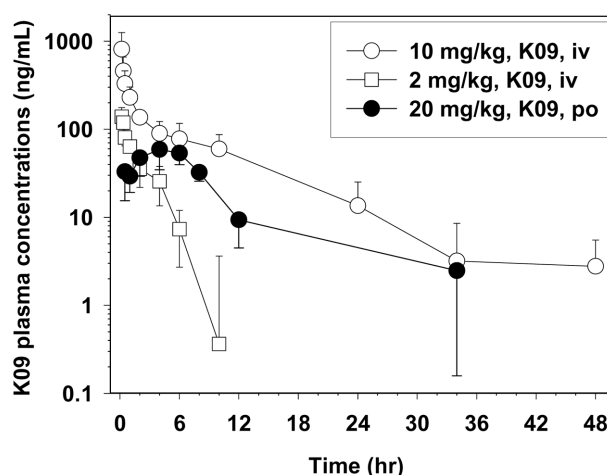 K09 plasma concentrations (ng/mL)
1000
100
10
1
0.1
10 mg/kg, K09, iv
2 mg/kg, K09, iv
20 mg/kg, K09, po
0 6 12 18 24 30 36 42 48
Time (hr)